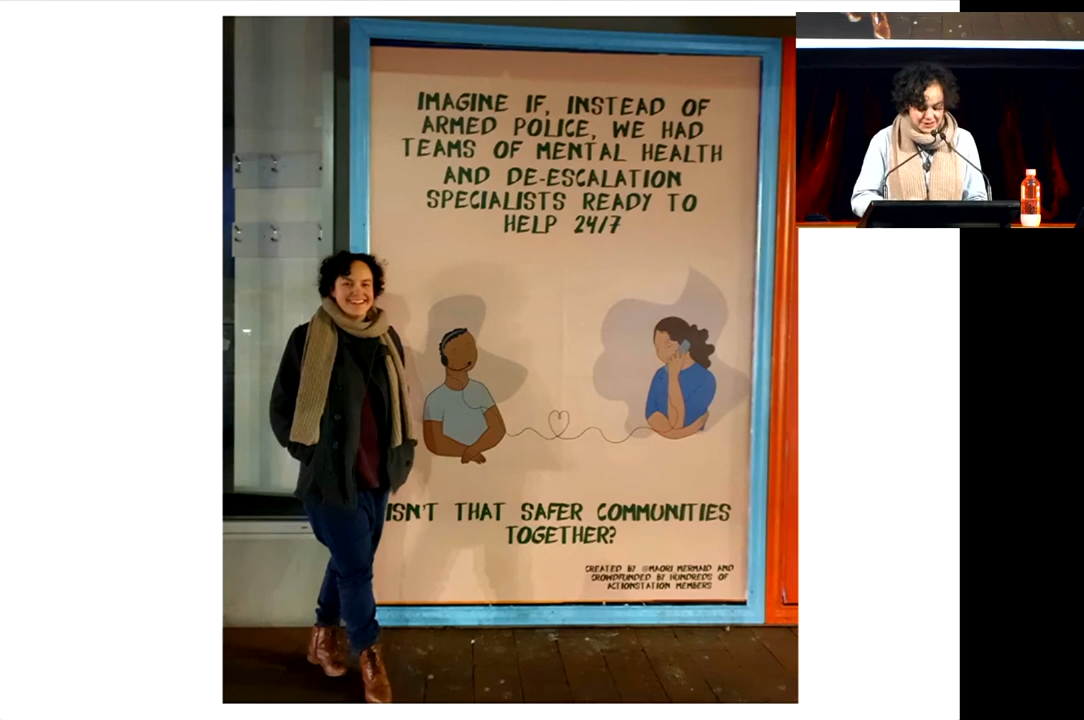 IMAGINE IF, INSTEAD OF
ARMED POLICE, WE HAD
TEAMS OF MENTAL HEALTH
AND DE-ESCALATION
SPECIALISTS READY TO
HELP 24/7
ISN'T THAT SAFER COMMUNITIES
TOGETHER?
CREATED BY @MAORI MERMAID AND
CROWDFUNDED BY HUNDREDS OF
ACTIONSTATION MEMBERS